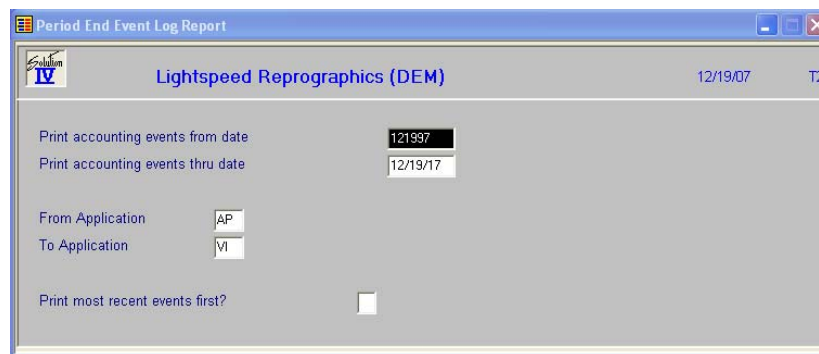 Period End Event Log Report
Solution IV
Lightspeed Reprographics (DEM)
12/19/07
Print accounting events from date
121997
Print accounting events thru date
12/19/17
From Application
AP
To Application
VI
Print most recent events first?